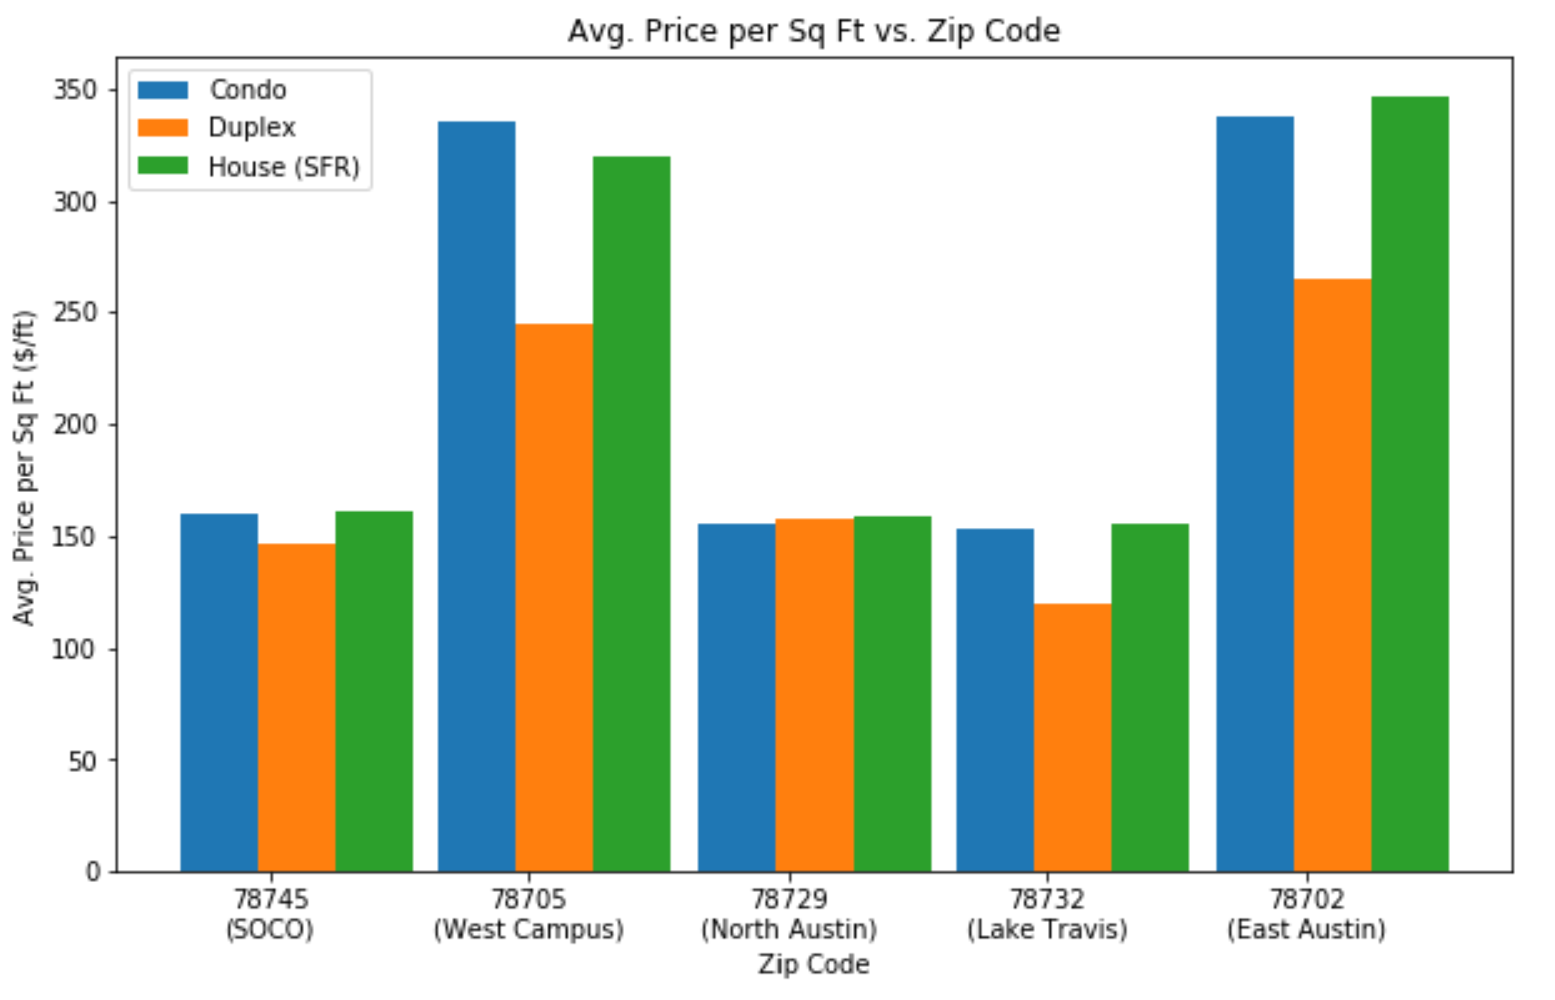 Avg. Price per Sq Ft vs. Zip Code
Condo
Duplex
House (SFR)
Avg. Price per Sq Ft ($/ft)
350
300
250
200
150
100
50
0
78745
(SOCO)
78705
(West Campus)
78729
(North Austin)
78732
(Lake Travis)
78702
(East Austin)
Zip Code